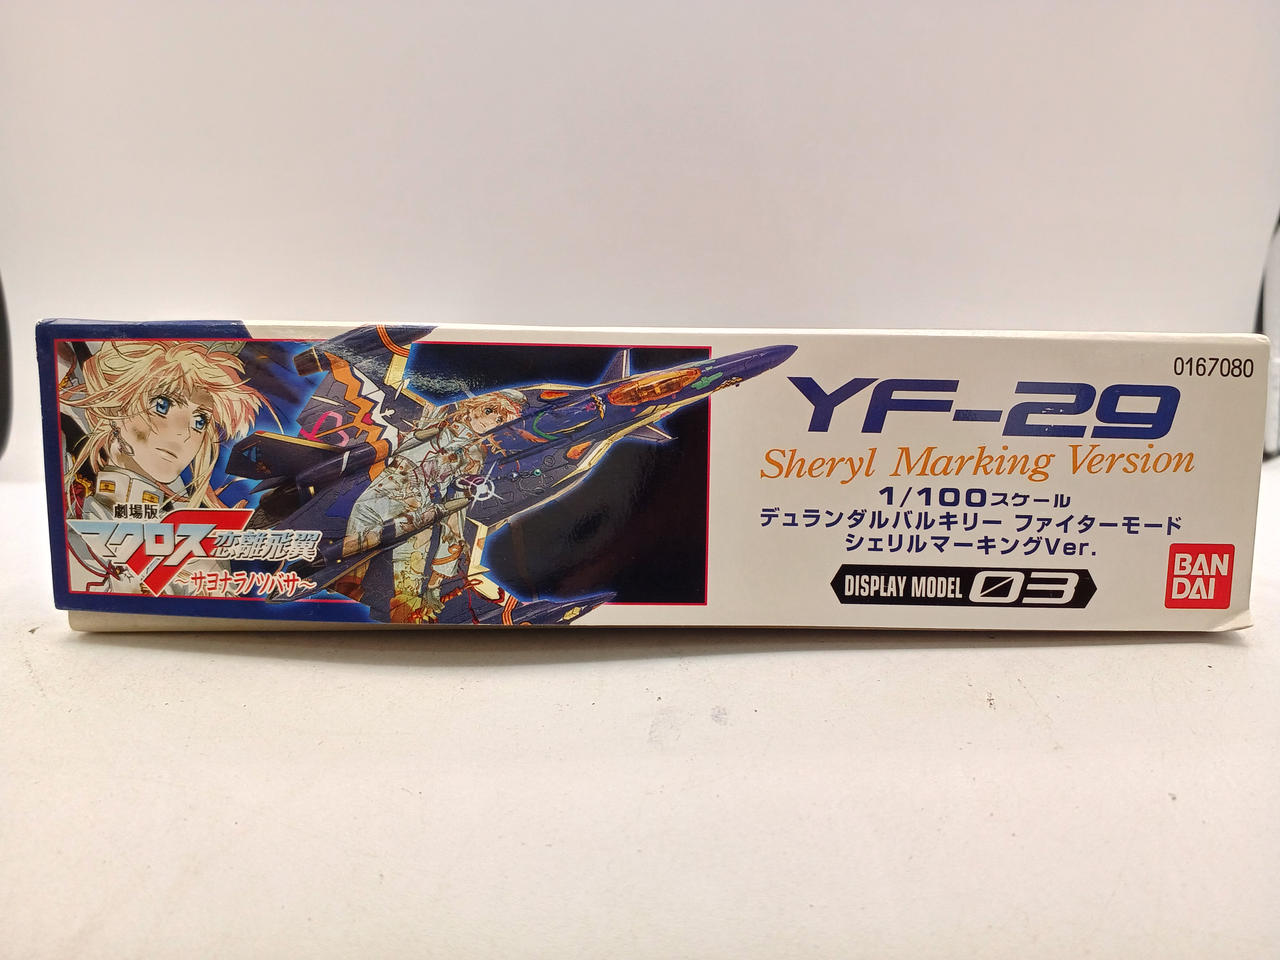 劇場版
マクロスF 恋離飛翼
～サヨナラノツバサ～
0167080
YF-29
Sheryl Marking Version
1/100スケール
デュランダルバルキリー ファイターモード
シェリルマーキングVer.
DISPLAY MODEL 03
BAN
DAI